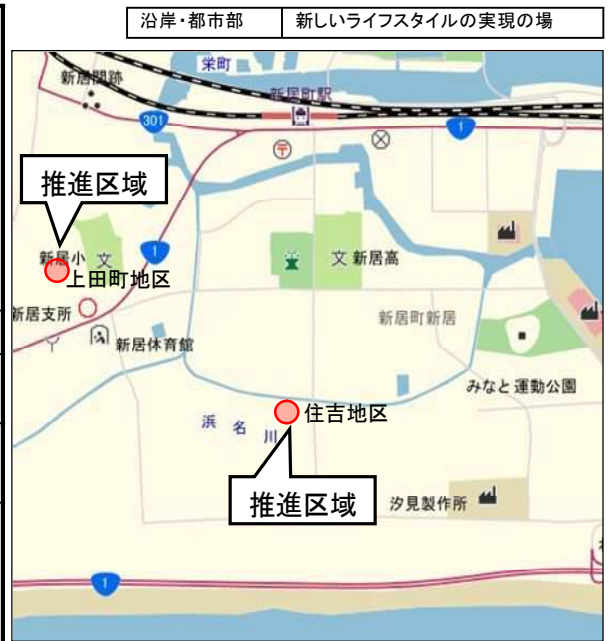 沿岸・都市部 新しいライフスタイルの実現の場
栄町
新居関跡
新居町駅
301
1
推進区域
新居小
文
1
上田町地区
文 新居高
新居支所
新居町新居
新居体育館
みなと運動公園
住吉地区
浜名川
推進区域
汐見製作所
1